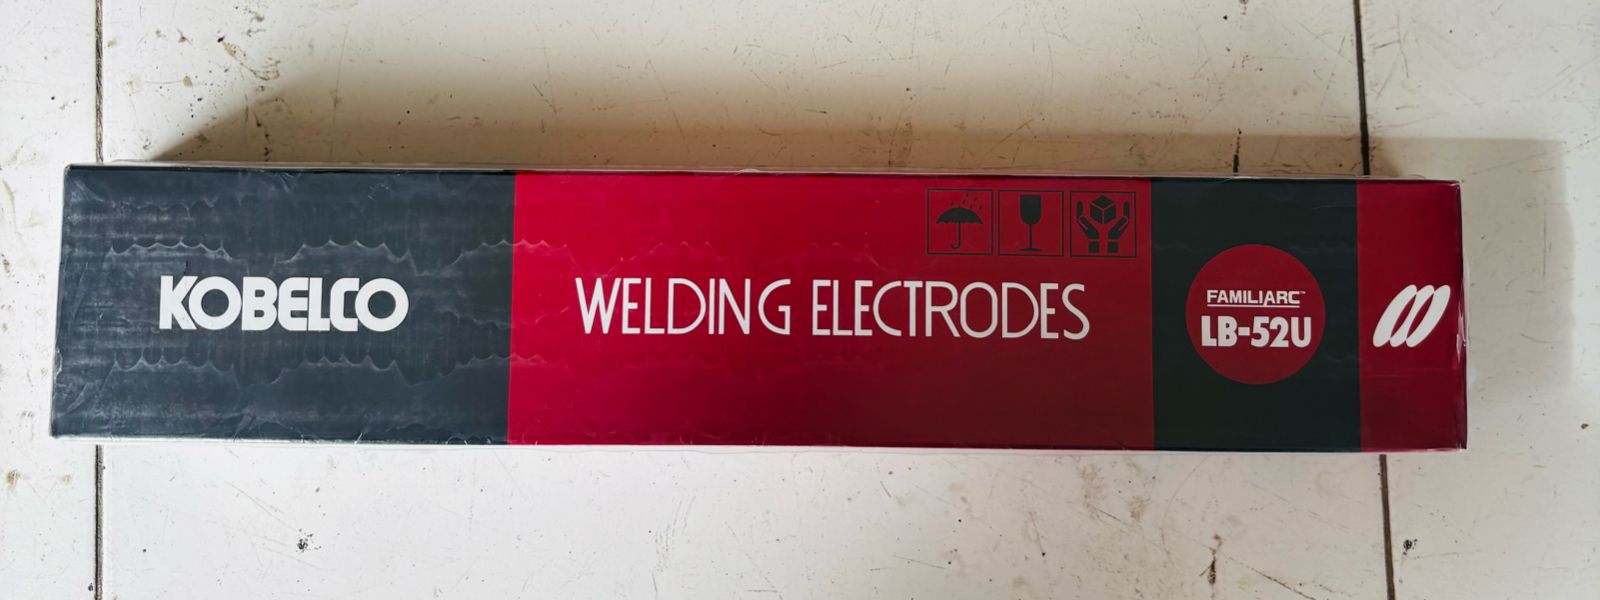 KOBELCO
WELDING ELECTRODES
FAMILIARC™
LB-52U